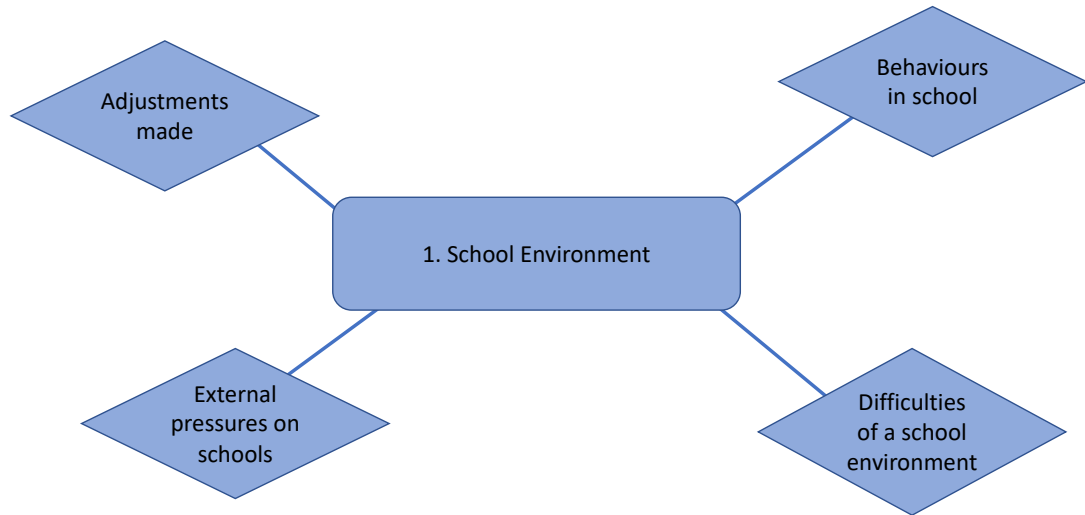 Adjustments
made
Behaviours
in school
1. School Environment
External
pressures on
schools
Difficulties
of a school
environment